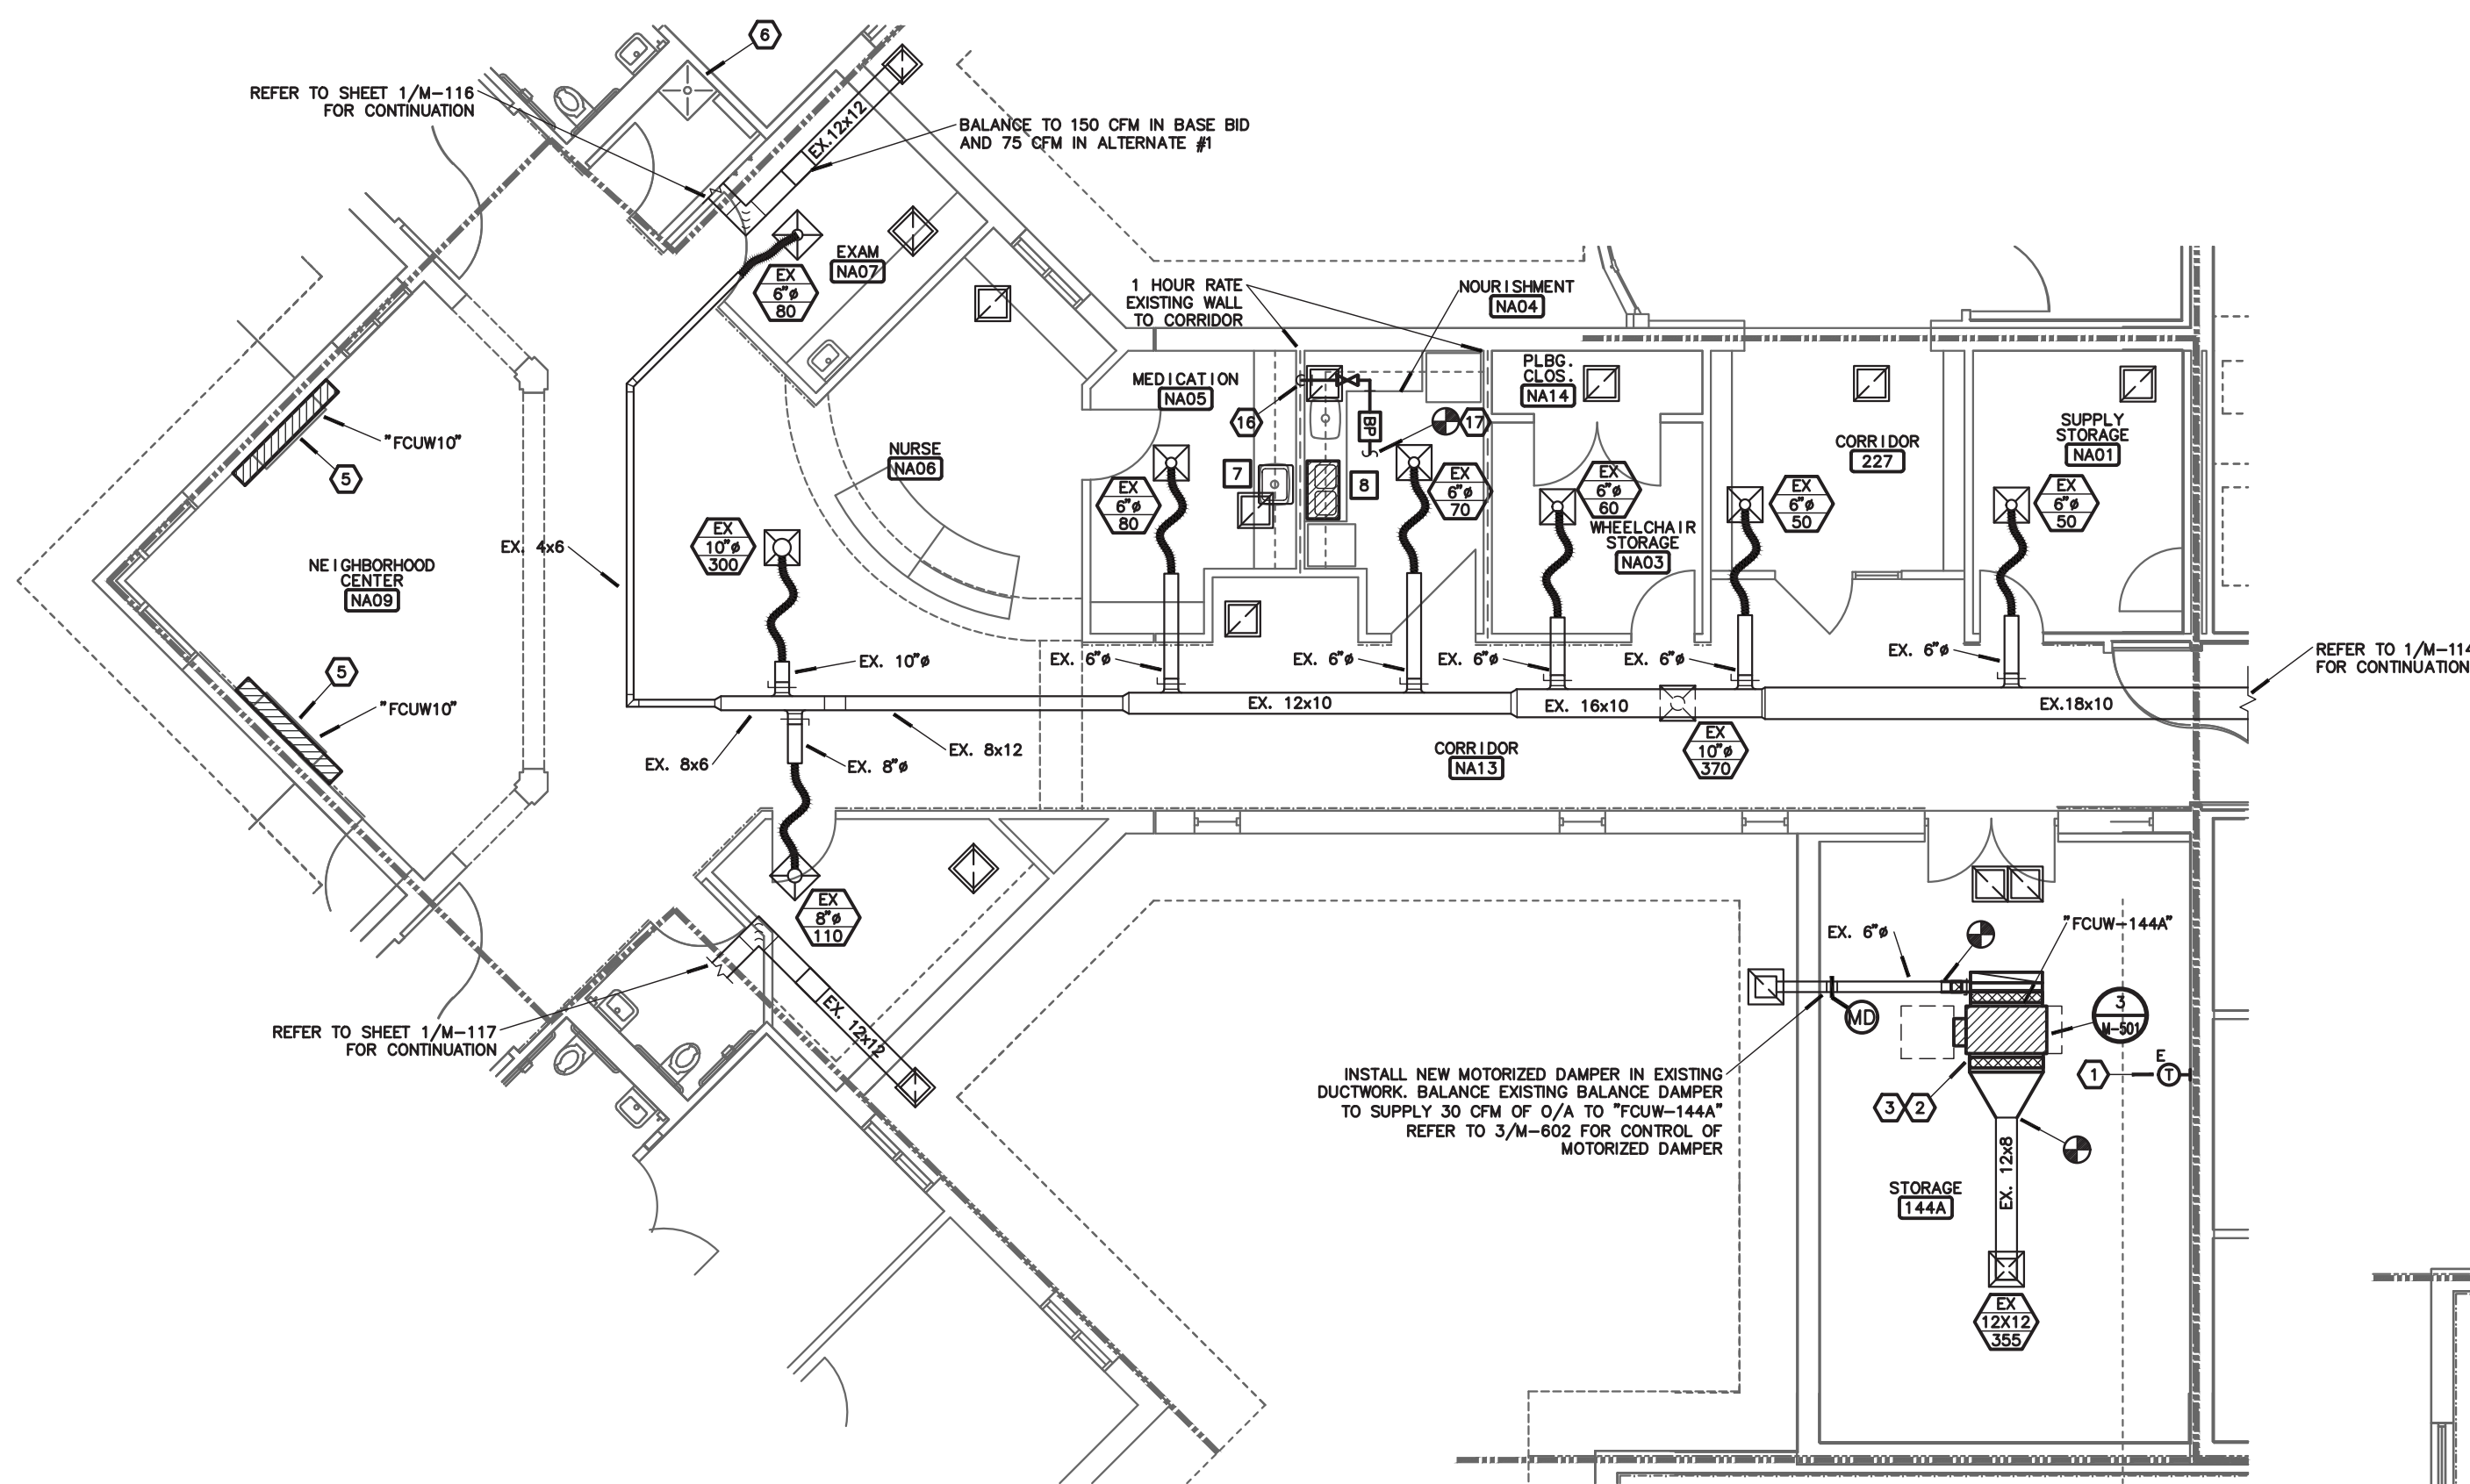 6
REFER TO SHEET 1/M-116
FOR CONTINUATION
EX.12x12
BALANCE TO 150 CFM IN BASE BID
AND 75 CFM IN ALTERNATE #1
EXAM
NA07
EX
6"ø
80
1 HOUR RATE
EXISTING WALL
TO CORRIDOR
NOURISHMENT
NA04
MEDICATION
NA05
PLBG.
CLOS.
NA14
16
BP
17
"FCUW10"
5
NURSE
NA06
CORRIDOR
227
SUPPLY
STORAGE
NA01
7
8
EX
6"ø
80
EX
6"ø
70
EX
6"ø
60
EX
6"ø
50
EX
6"ø
50
WHEELCHAIR
STORAGE
NA03
EX. 4x6
EX
10"ø
300
NEIGHBORHOOD
CENTER
NA09
5
"FCUW10"
EX. 10"ø
EX. 6"ø
EX. 6"ø
EX. 6"ø
EX. 6"ø
EX. 6"ø
REFER TO 1/M-114
FOR CONTINUATION
EX. 12x10
EX. 16x10
EX.18x10
EX. 8x6
EX. 8"ø
EX. 8x12
CORRIDOR
NA13
EX
10"ø
370
EX
8"ø
110
EX. 12x12
REFER TO SHEET 1/M-117
FOR CONTINUATION
EX. 6"ø
"FCUW-144A"
MD
3
M-501
INSTALL NEW MOTORIZED DAMPER IN EXISTING
DUCTWORK. BALANCE EXISTING BALANCE DAMPER
TO SUPPLY 30 CFM OF O/A TO "FCUW-144A"
REFER TO 3/M-602 FOR CONTROL OF
MOTORIZED DAMPER
3
2
1
E
T
EX. 12x8
STORAGE
144A
EX
12X12
355